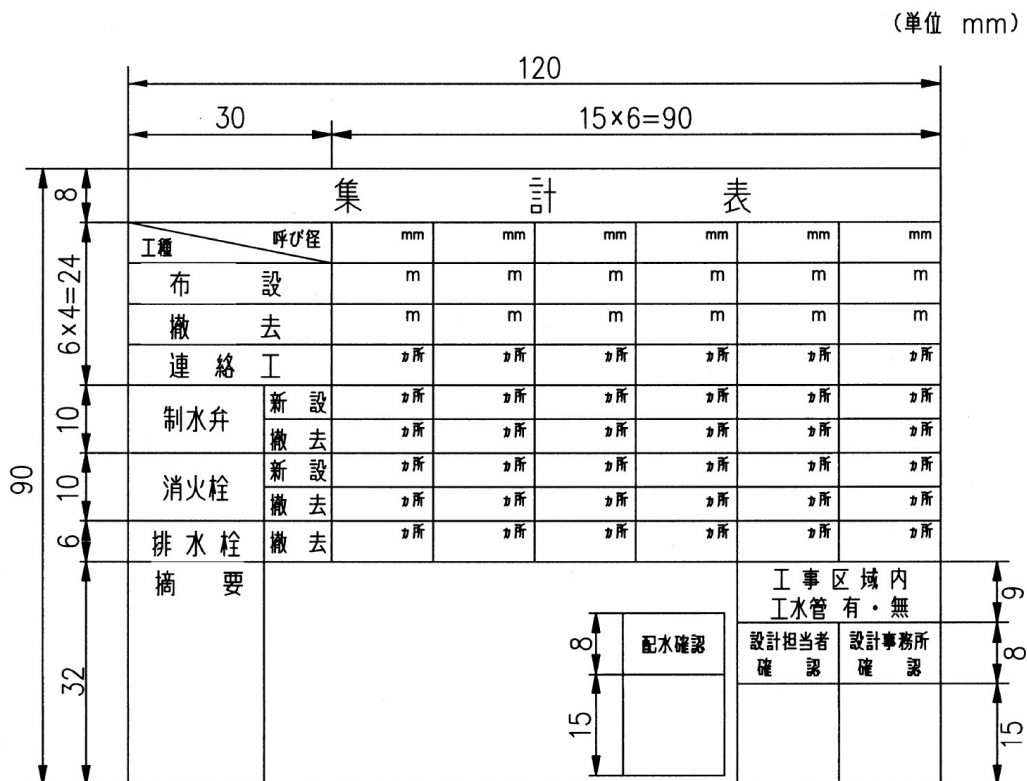 (単位 mm)
120
30 15×6=90
8 集 計 表
工種 呼び径 mm mm mm mm mm mm
6×4=24
布 設 m m m m m m
撤 去 m m m m m m
連 絡 工 ヵ所 ヵ所 ヵ所 ヵ所 ヵ所 ヵ所
10 制水弁 新 設 ヵ所 ヵ所 ヵ所 ヵ所 ヵ所 ヵ所
撤 去 ヵ所 ヵ所 ヵ所 ヵ所 ヵ所 ヵ所
90
10 消火栓 新 設 ヵ所 ヵ所 ヵ所 ヵ所 ヵ所 ヵ所
撤 去 ヵ所 ヵ所 ヵ所 ヵ所 ヵ所 ヵ所
6 排 水 栓 撤 去 ヵ所 ヵ所 ヵ所 ヵ所 ヵ所 ヵ所
32 摘 要
工 事 区 域 内
工水管 有・無
9
8 配水確認
設計担当者
確 認
設計事務所
確 認
8
15
15